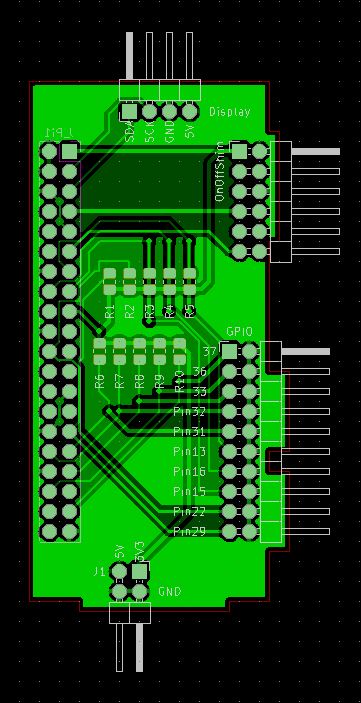 Display
SDA
SCK
GND
5V
J_Pi1
OnOffShim
R1
R2
R3
R4
R5
GPIO
37
36
33
R6
R7
R8
R9
R10
Pin32
Pin31
Pin13
Pin16
Pin15
Pin22
Pin29
5V
3V3
J1
GND